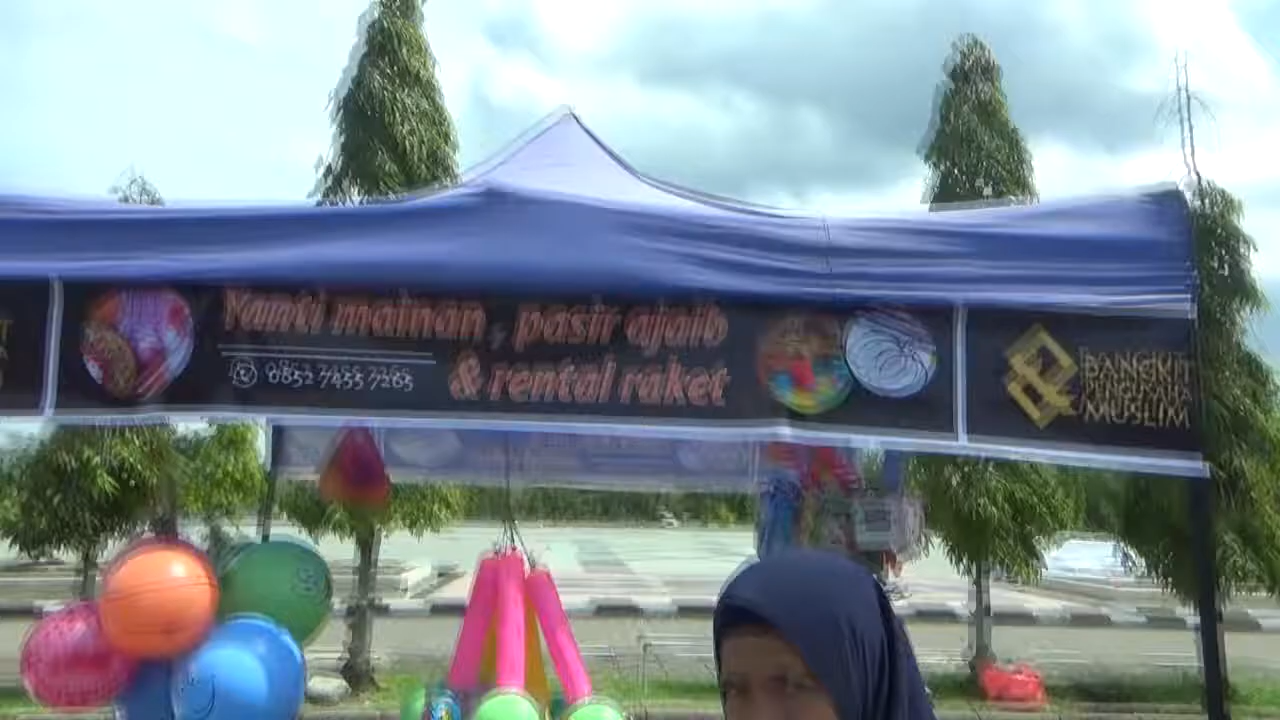 Yanti mainan, pasir ajaib
& rental raket
0852 7455 7265
BANGKIT
MUSLIM